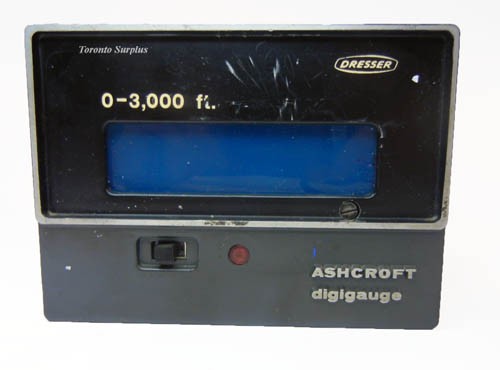 Toronto Surplus
DRESSER
0-3,000 ft.
ASHCROFT
digigauge